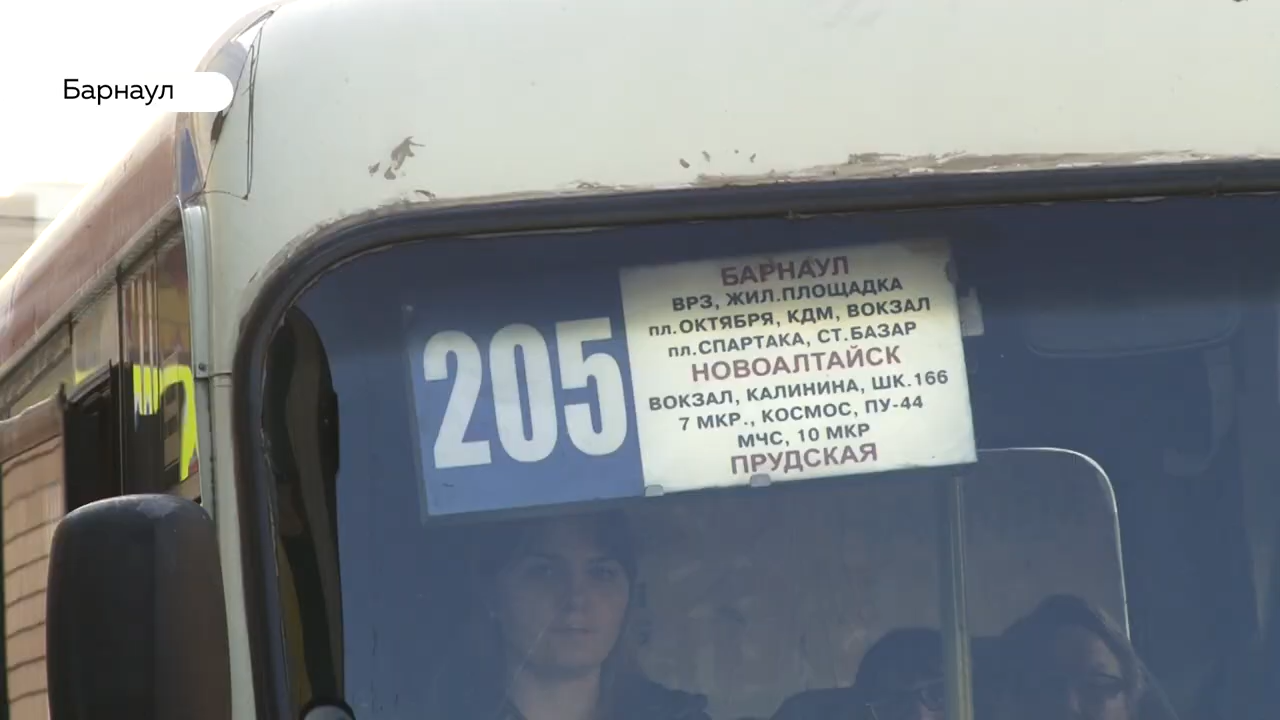 Барнаул
205
БАРНАУЛ
ВРЗ, ЖИЛ.ПЛОЩАДКА
пл.ОКТЯБРЯ, КДМ, ВОКЗАЛ
пл.СПАРТАКА, СТ.БАЗАР
НОВОАЛТАЙСК
ВОКЗАЛ, КАЛИНИНА, ШК.166
7 МКР., КОСМОС, ПУ-44
МЧС, 10 МКР
ПРУДСКАЯ